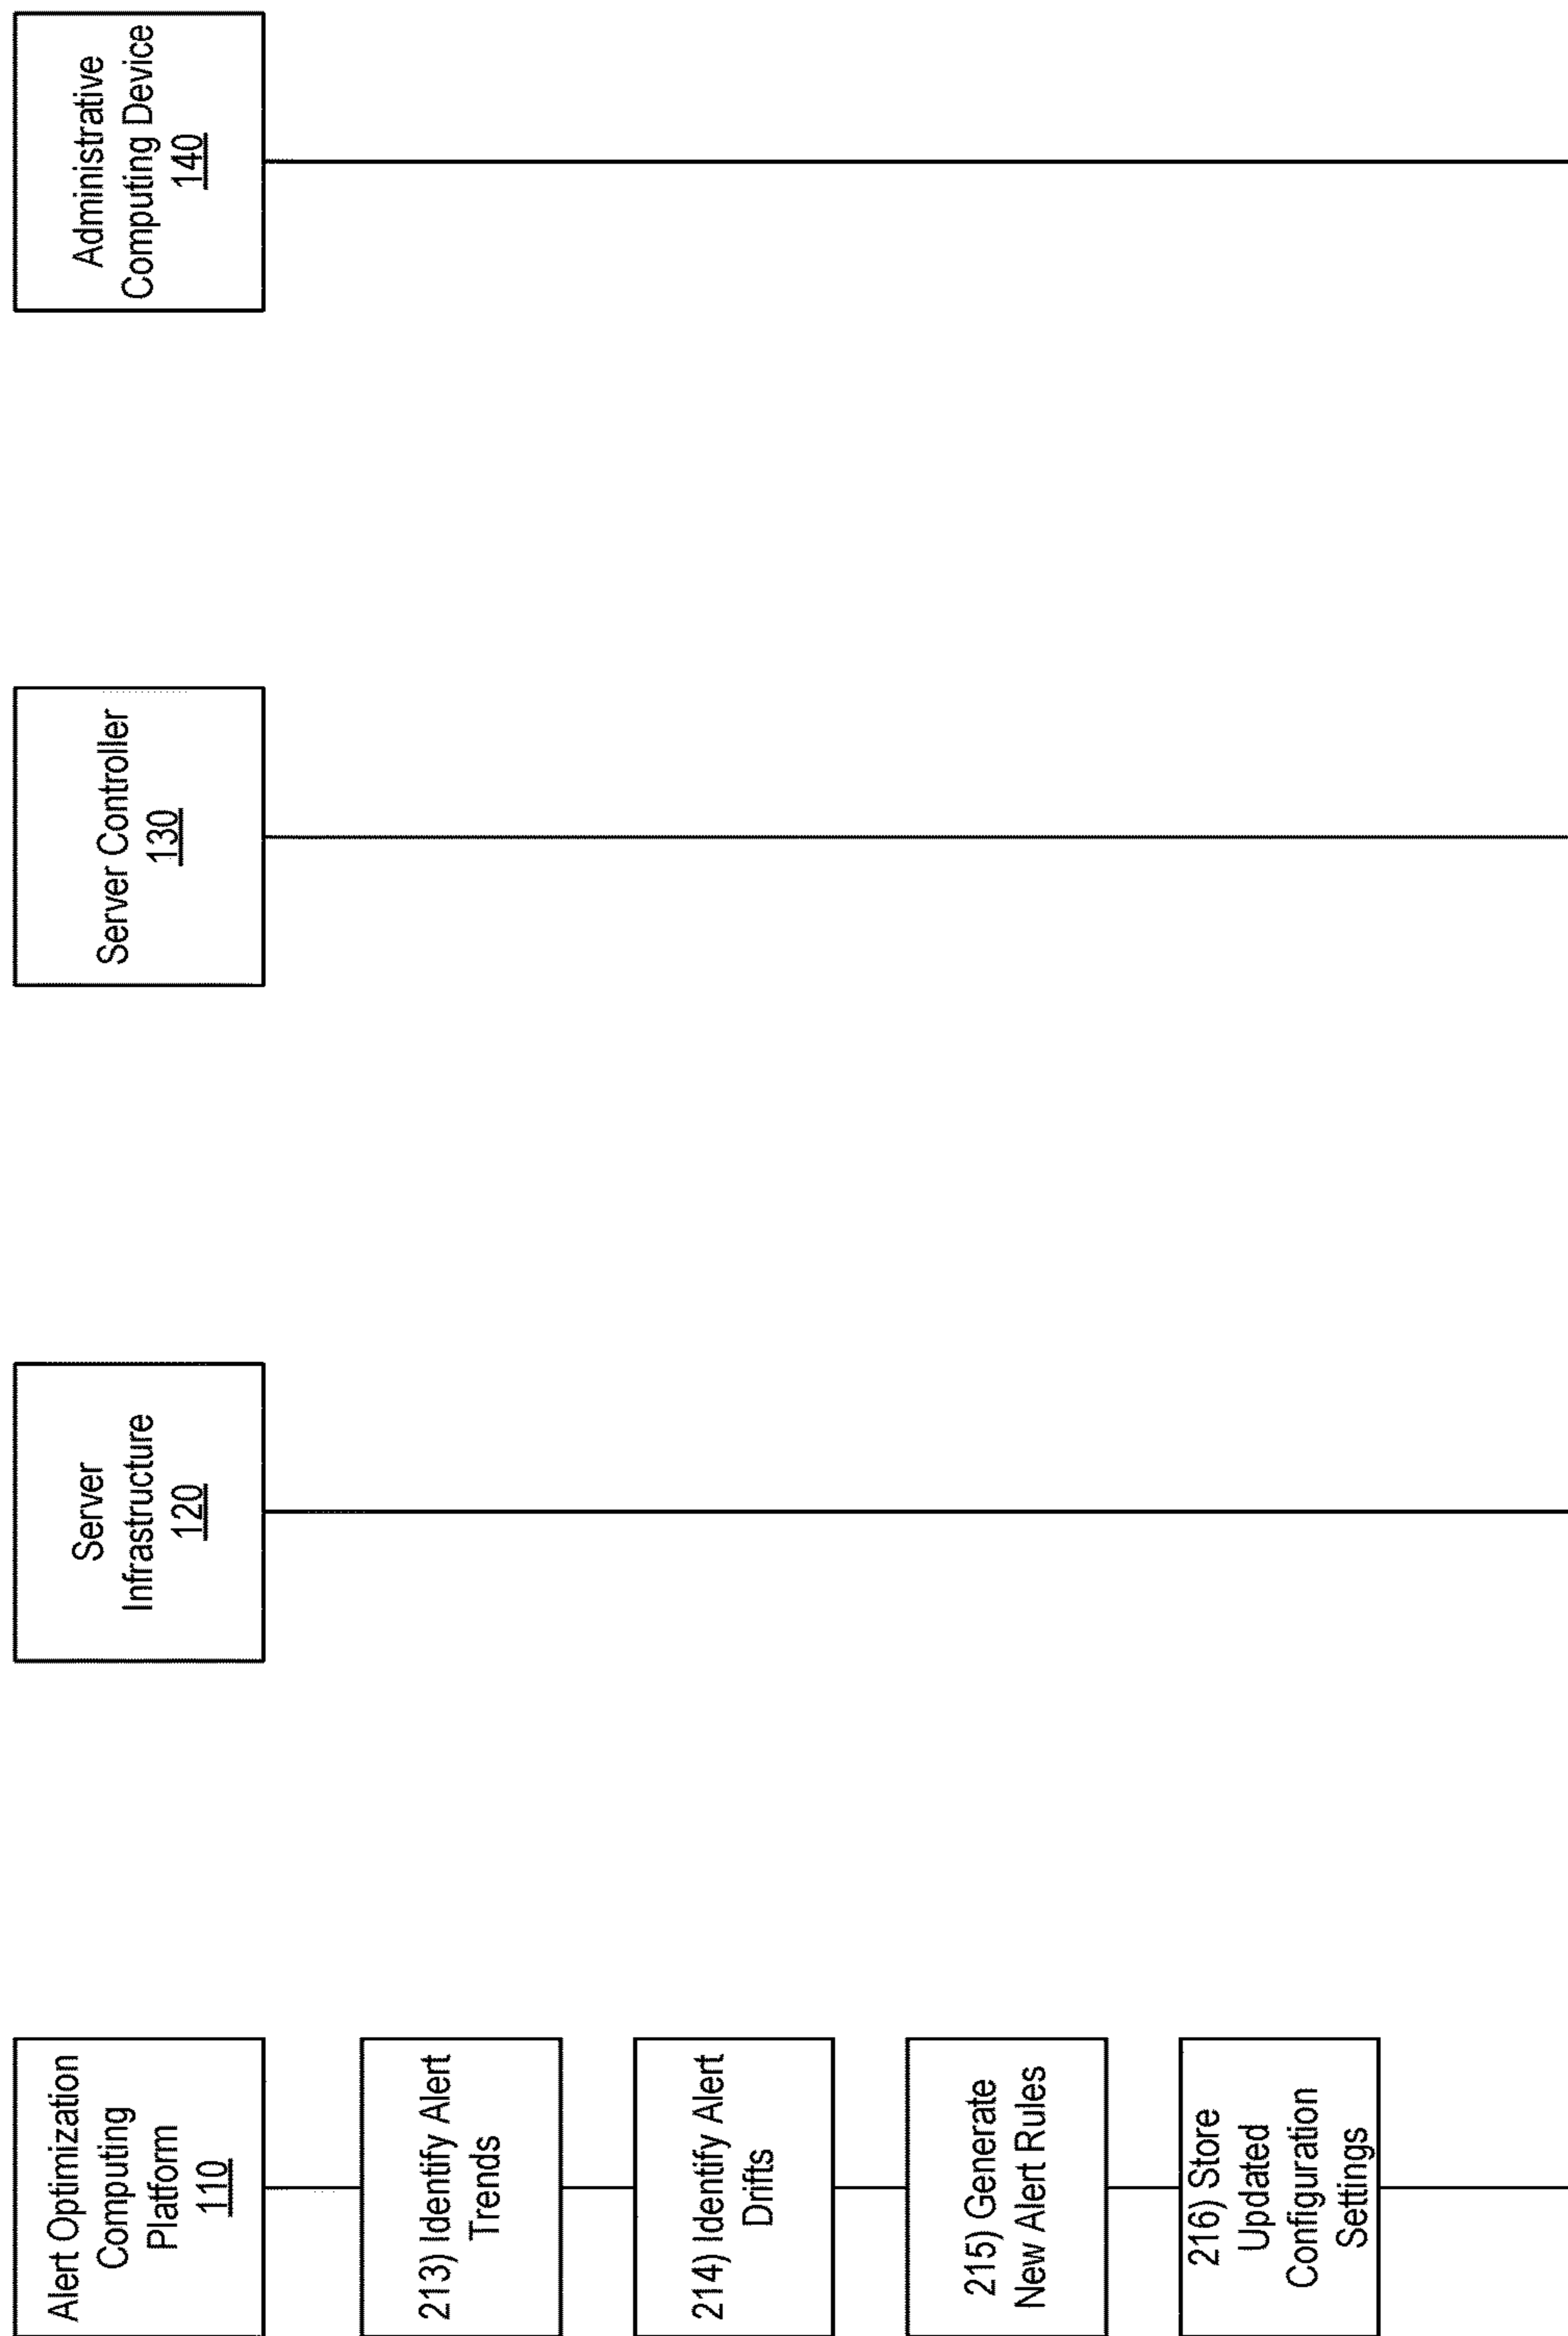 Alert Optimization
Computing
Platform
110
Server
Infrastructure
120
Server Controller
130
Administrative
Computing Device
140
213) Identify Alert
Trends
214) Identify Alert
Drifts
215) Generate
New Alert Rules
216) Store
Updated
Configuration
Settings